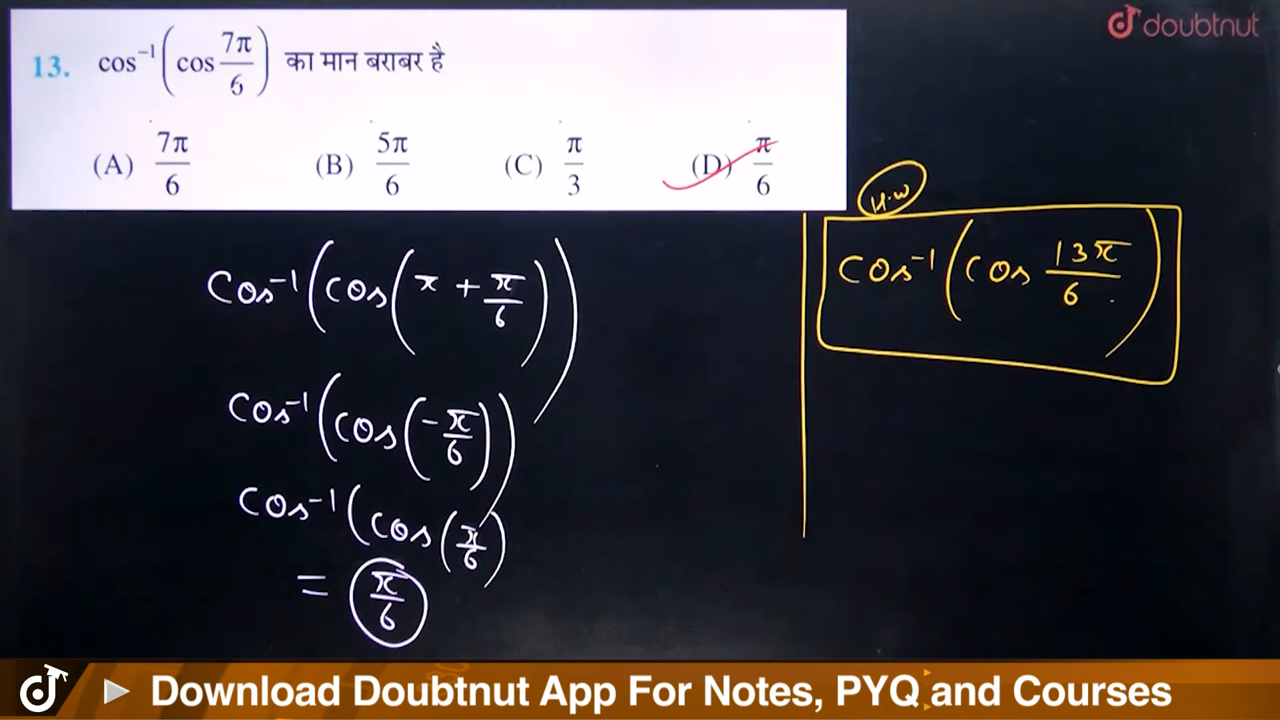 doubtnut
13. cos⁻¹(cos 7π/6) का मान बराबर है
(A) 7π/6 (B) 5π/6 (C) π/3 (D) π/6
H.W
cos⁻¹(cos(π + π/6))
cos⁻¹(cos 13π/6)
cos⁻¹(cos(-π/6))
cos⁻¹(cos(π/6)
= π/6
Download Doubtnut App For Notes, PYQ and Courses